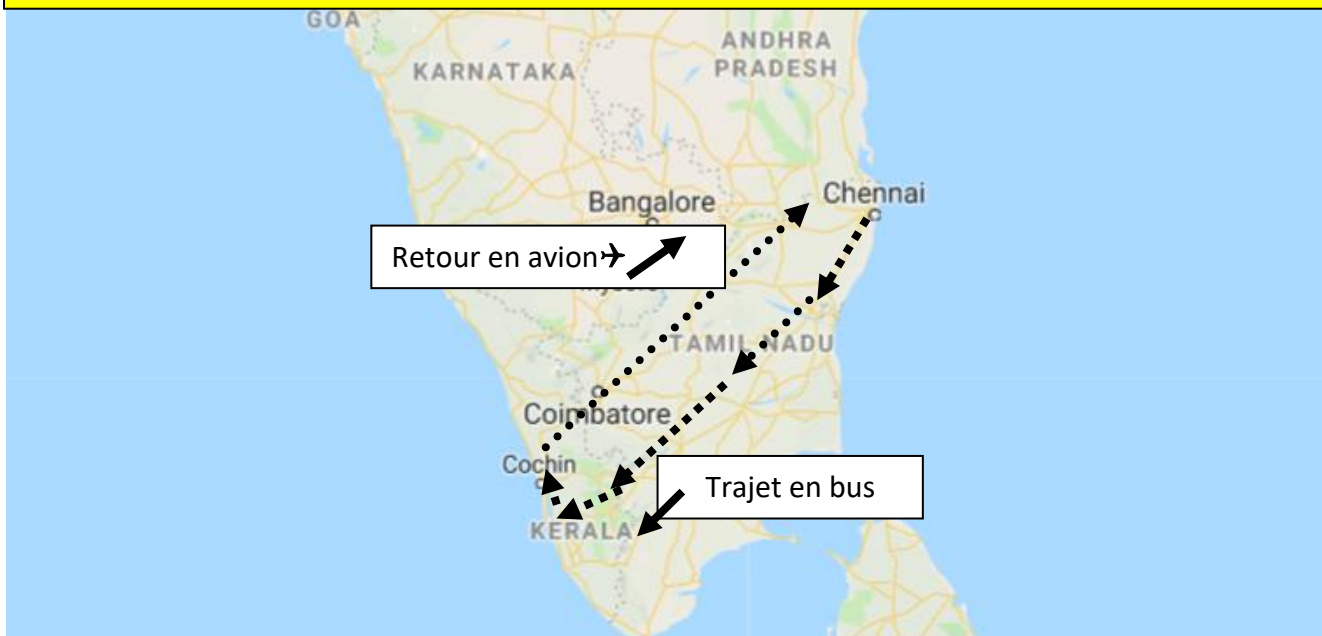 GOA
KARNATAKA
ANDHRA
PRADESH
Bangalore
Chennai
Retour en avion✈
TAMIL NADU
Coimbatore
Cochin
Trajet en bus
KERALA